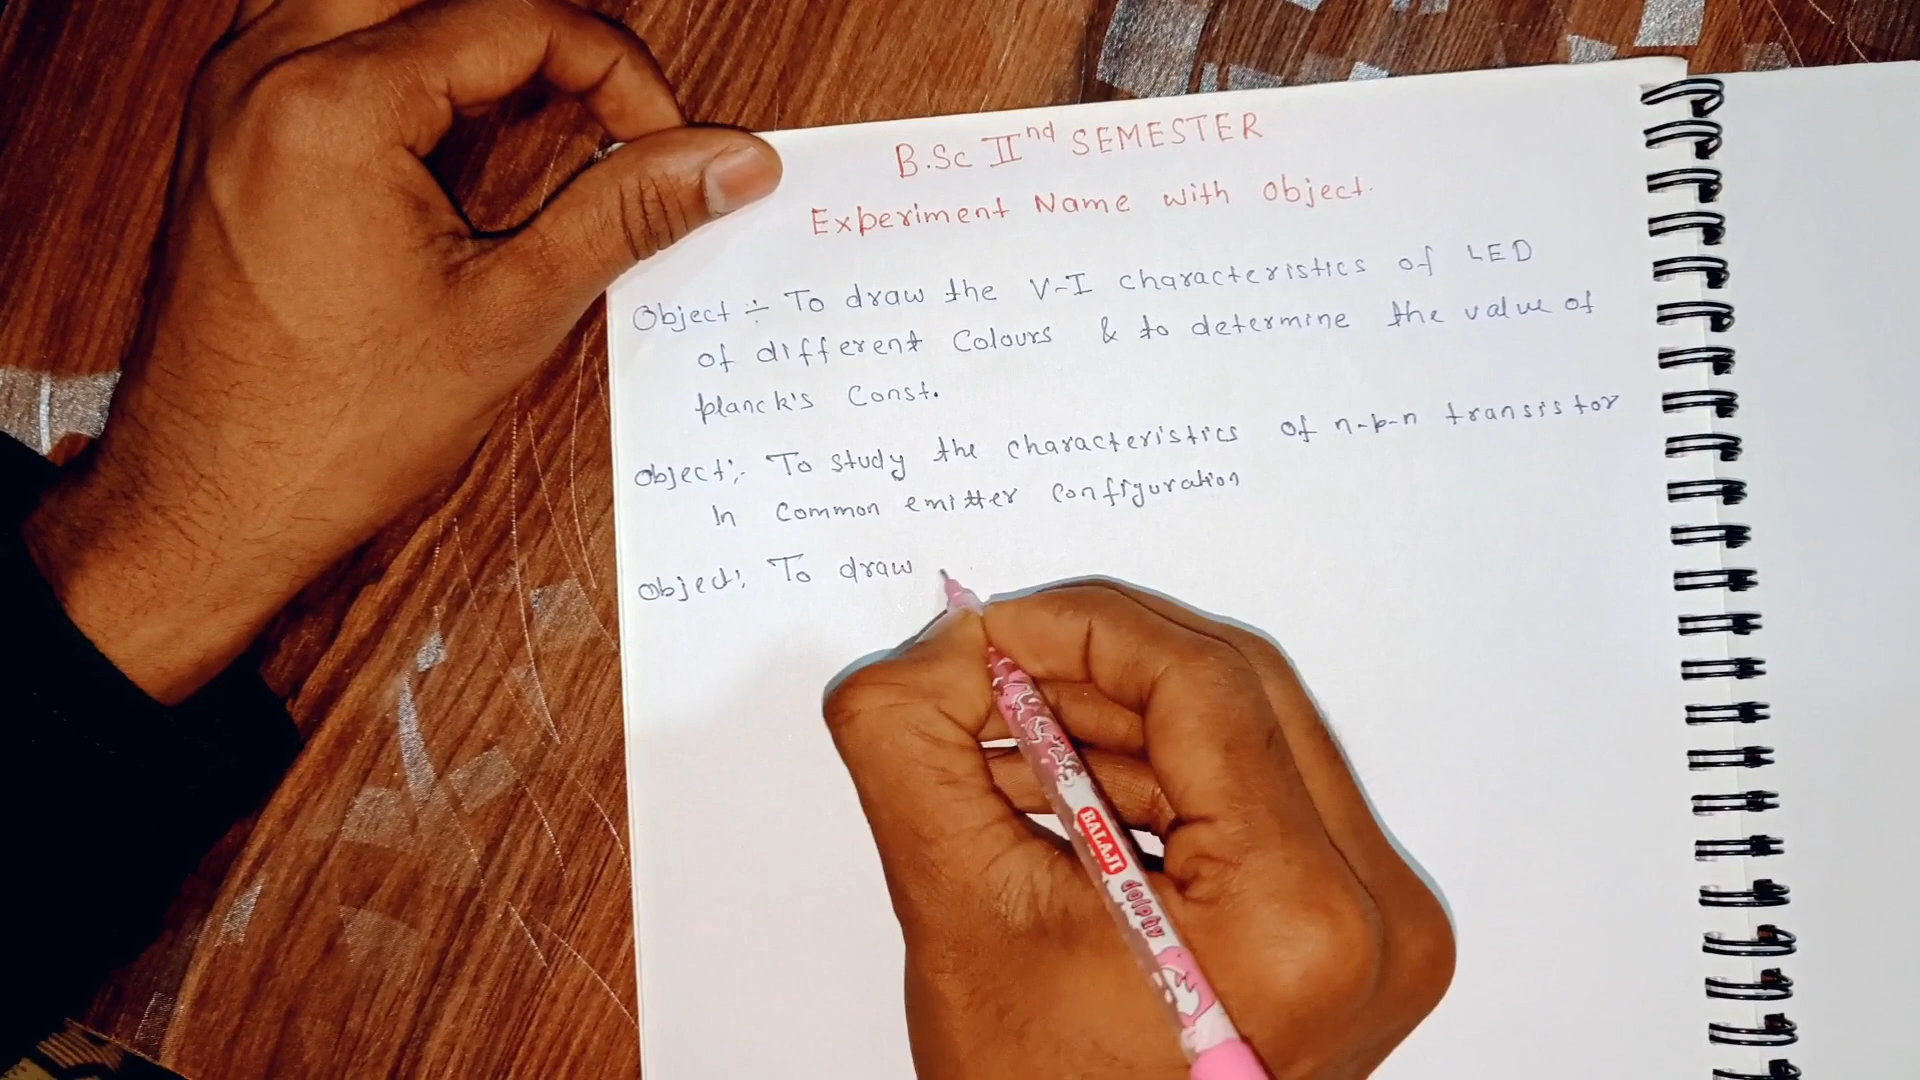 B.Sc IInd SEMESTER
Experiment Name with Object.
Object ÷ To draw the V-I characteristics of LED
of different Colours & to determine the value of
planck's Const.
Object:- To study the characteristics of n-p-n transistor
In Common emitter Configuration
Object:- To draw
BALAJI dolphy